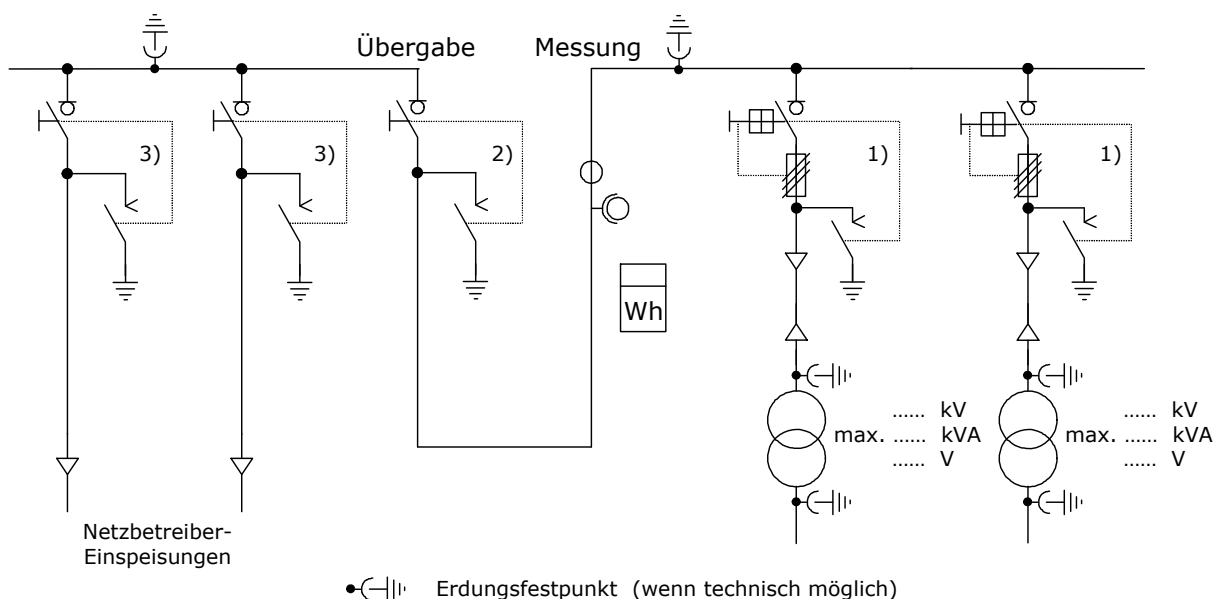 Übergabe
Messung
3)
3)
2)
1)
1)
Wh
...... kV
max. ...... kVA
...... V
...... kV
max. ...... kVA
...... V
Netzbetreiber-
Einspeisungen
Erdungsfestpunkt (wenn technisch möglich)